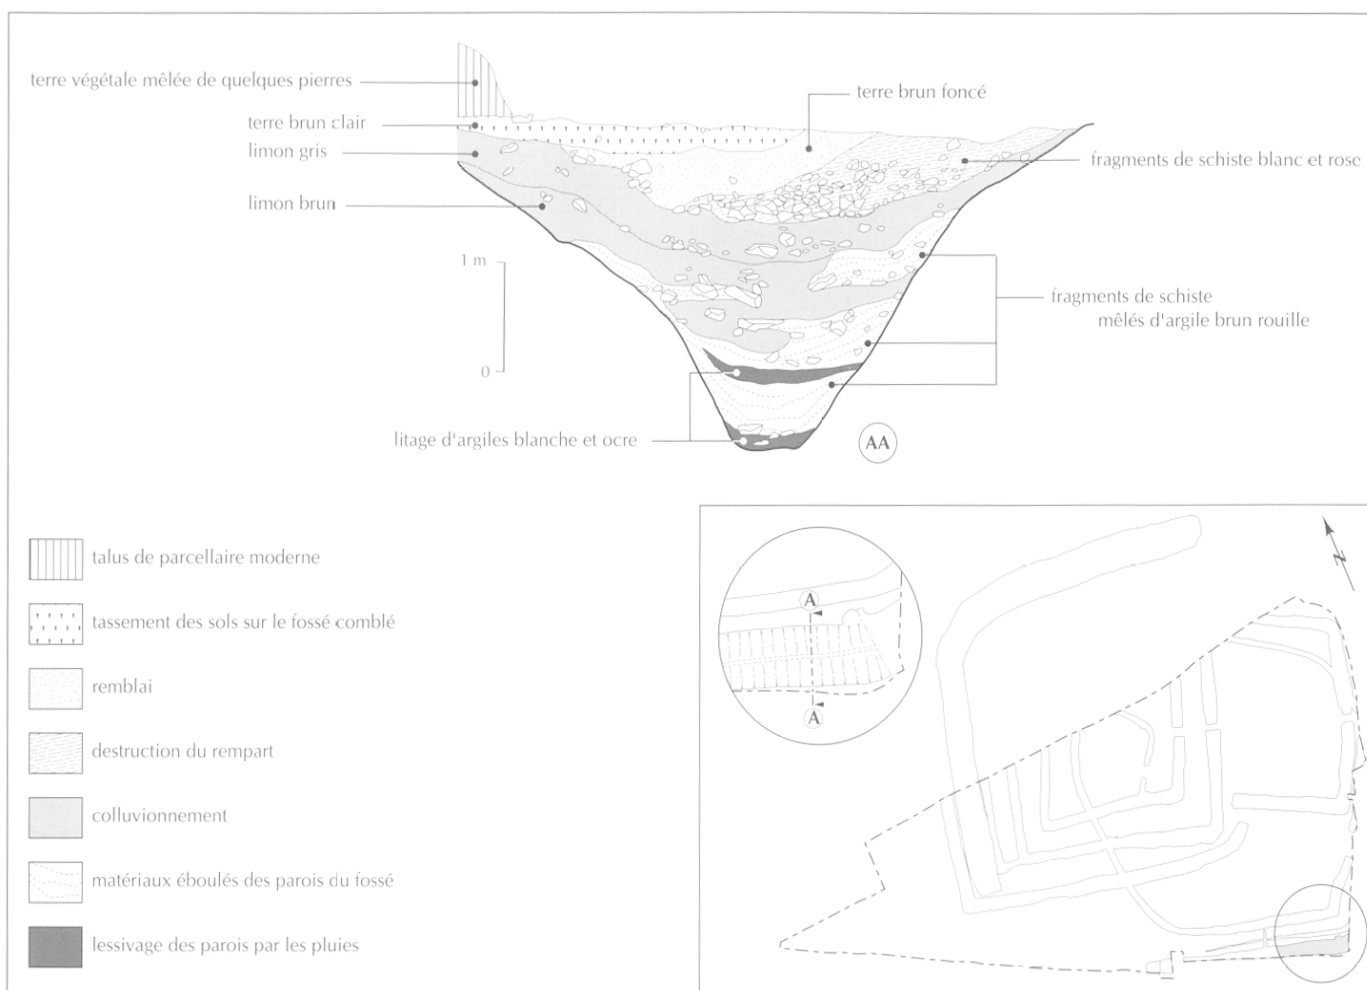 terre végétale mêlée de quelques pierres
terre brun clair
limon gris
limon brun
terre brun foncé
fragments de schiste blanc et rose
1 m
0
fragments de schiste
mêlés d'argile brun rouille
litage d'argiles blanche et ocre
AA
talus de parcellaire moderne
tassement des sols sur le fossé comblé
remblai
destruction du rempart
colluvionnement
matériaux éboulés des parois du fossé
lessivage des parois par les pluies
A
A
N